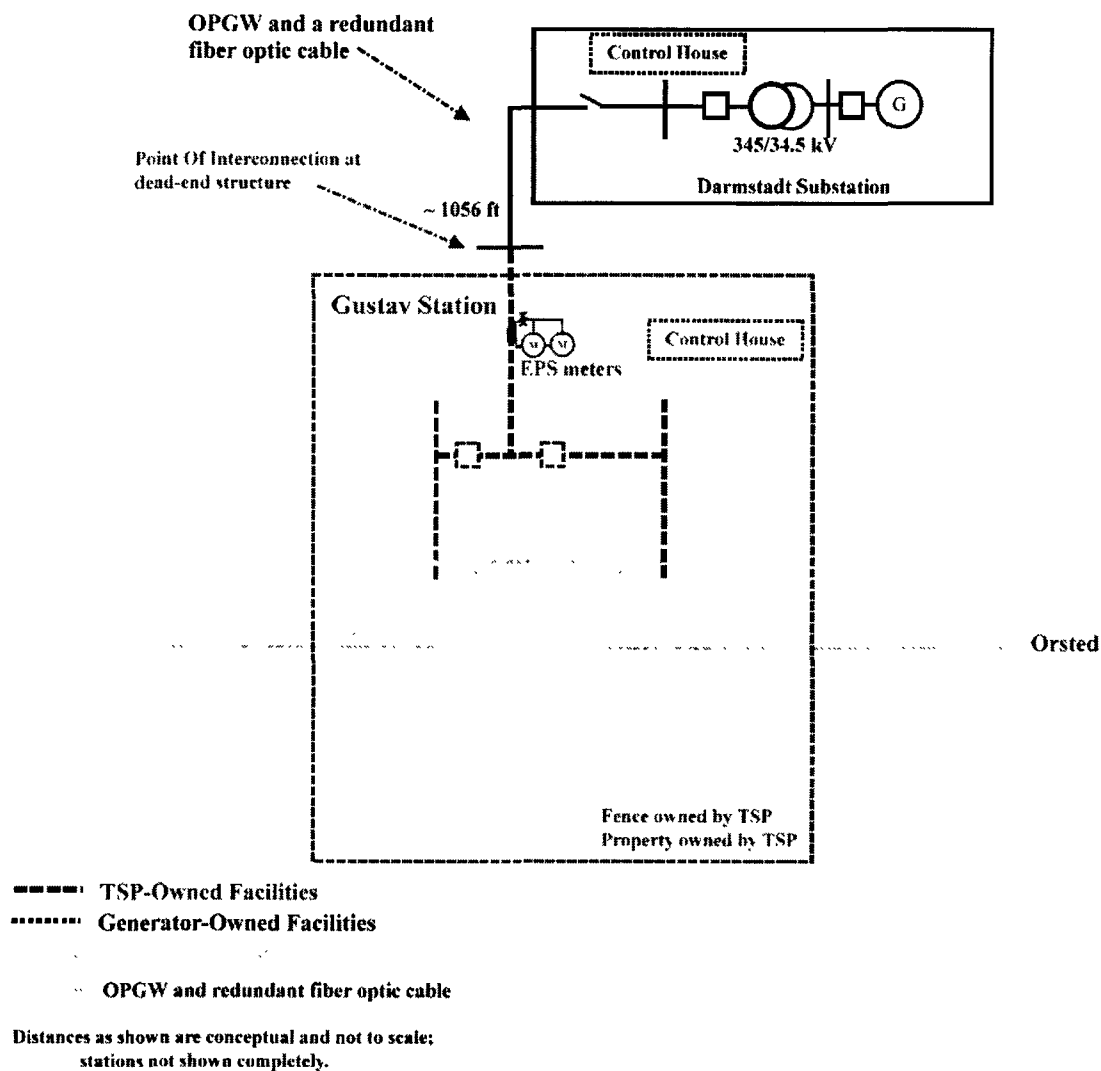 OPGW and a redundant
fiber optic cable
Control House
G
345/34.5 kV
Darmstadt Substation
Point Of Interconnection at
dead-end structure
~ 1056 ft
Gustav Station
Control House
M M
EPS meters
Orsted
Fence owned by TSP
Property owned by TSP
TSP-Owned Facilities
Generator-Owned Facilities
OPGW and redundant fiber optic cable
Distances as shown are conceptual and not to scale;
stations not shown completely.